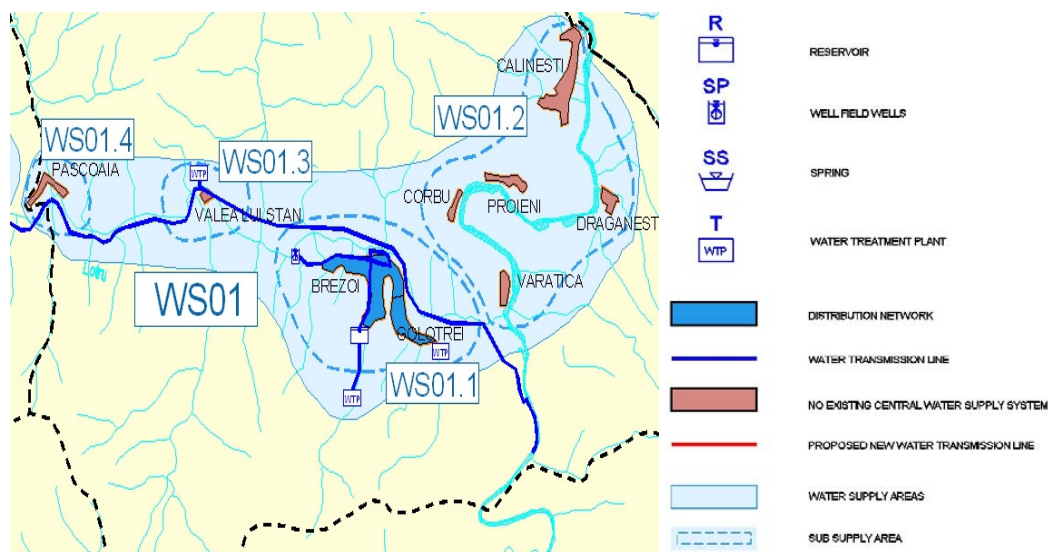 CALINESTI
WS01.2
WS01.4
PASCOAIA
WTP
WS01.3
VALEA LUI STAN
CORBU
PROIENI
DRAGANEST
Lotru
WS01
BREZOI
VARATICA
GOLOTREI
WTP
WS01.1
WTP
R
RESERVOIR
SP
WELL FIELD WELLS
SS
SPRING
T
WTP
WATER TREATMENT PLANT
DISTRIBUTION NETWORK
WATER TRANSMISSION LINE
NO EXISTING CENTRAL WATER SUPPLY SYSTEM
PROPOSED NEW WATER TRANSMISSION LINE
WATER SUPPLY AREAS
SUB SUPPLY AREA